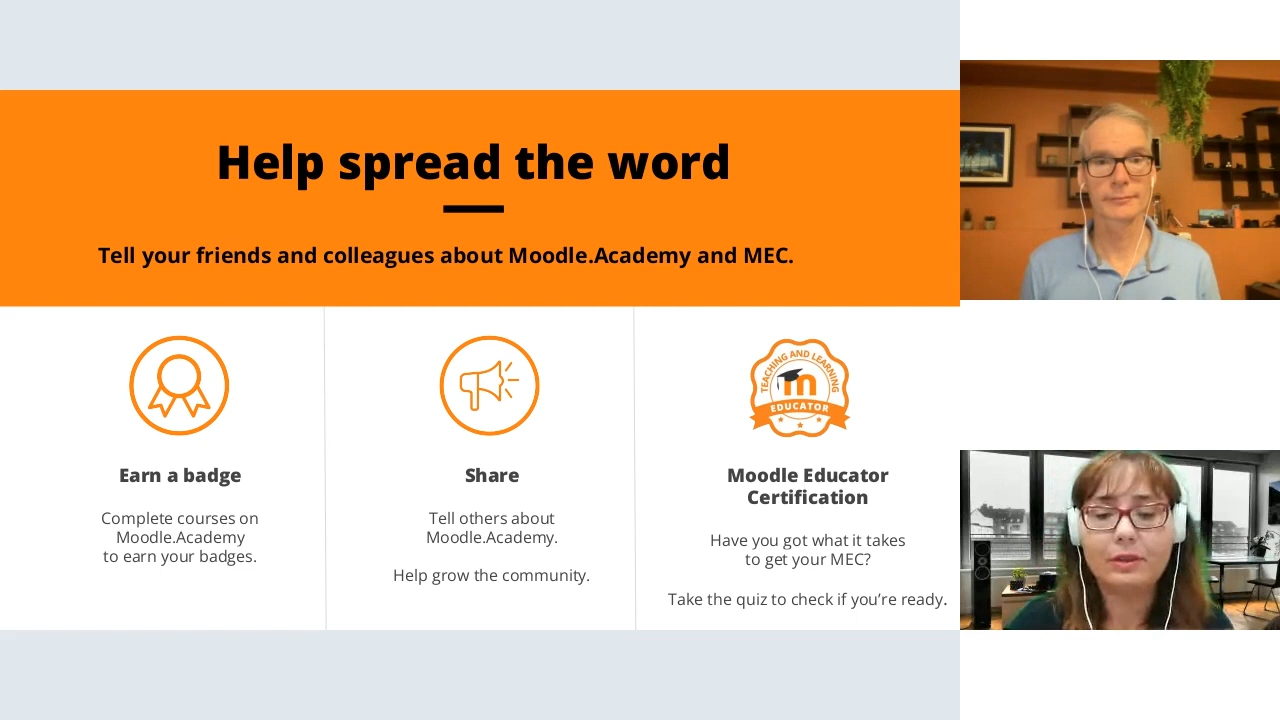 Help spread the word
Tell your friends and colleagues about Moodle.Academy and MEC.
Earn a badge
Complete courses on
Moodle.Academy
to earn your badges.
Share
Tell others about
Moodle.Academy.
Help grow the community.
TEACHING AND LEARNING
m
EDUCATOR
Moodle Educator
Certification
Have you got what it takes
to get your MEC?
Take the quiz to check if you’re ready.